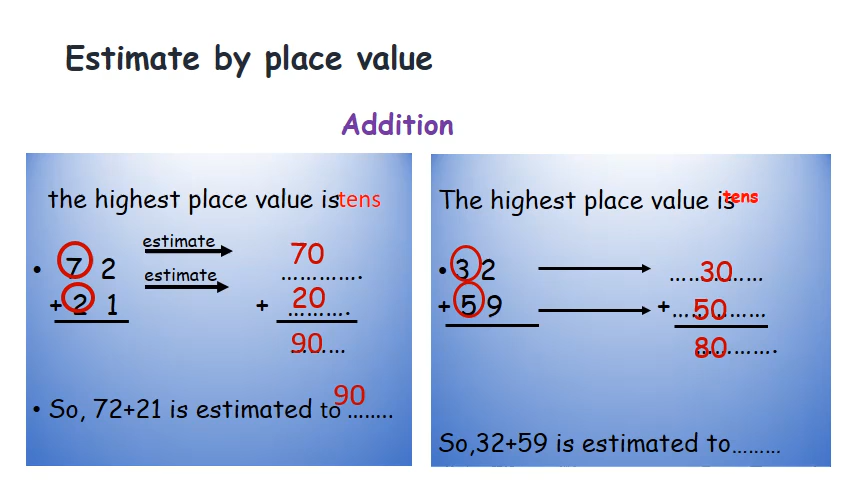 Estimate by place value
Addition
the highest place value is tens
estimate
• 7 2 70
estimate ………….
+ 2 1 + 20 ……….
90 ………
• So, 72+21 is estimated to 90 ……..
The highest place value is tens
• 3 2 30 ……………
+ 5 9 + 50 ……………
80 ………….
So,32+59 is estimated to………